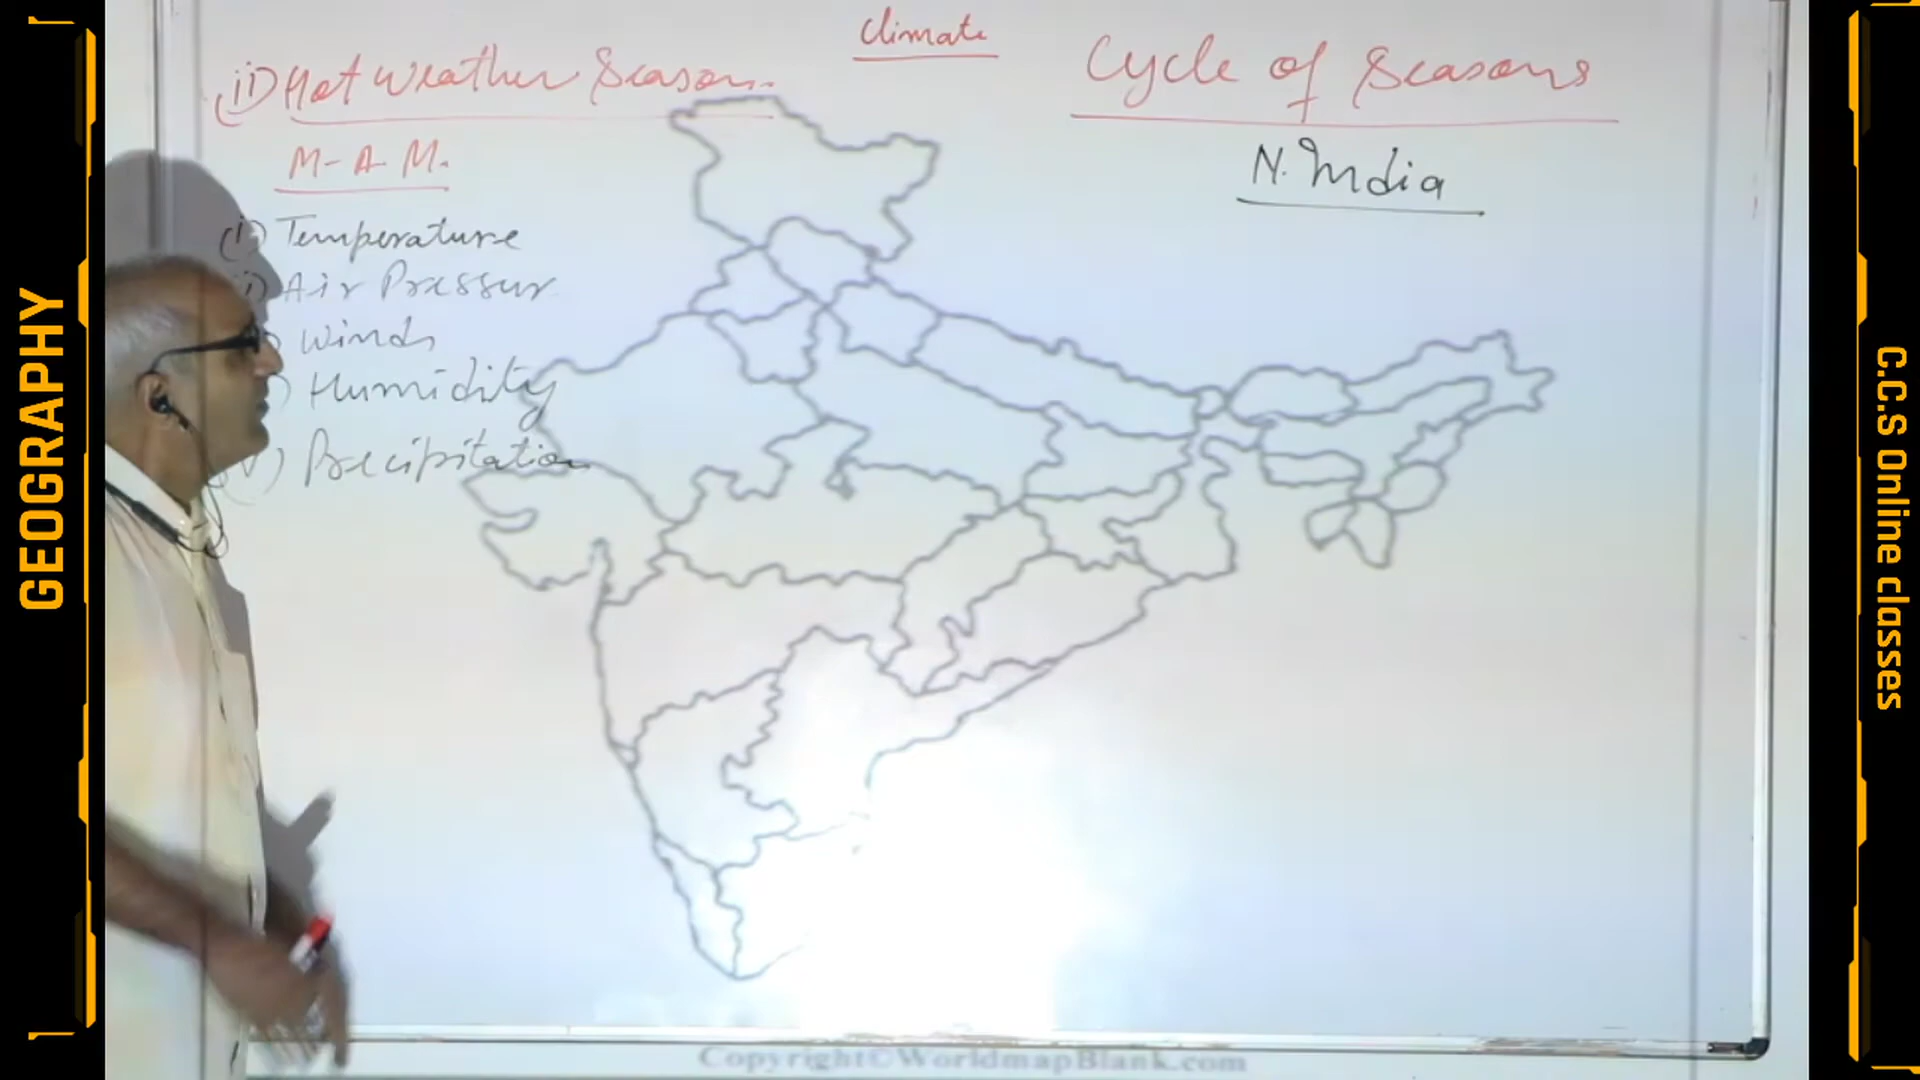 Climate
(ii) Hot Weather Season.
Cycle of Seasons
M-A-M.
N. India
(i) Temperature
i) Air Pressur
) Winds
) Humidity
v) Precipitation
GEOGRAPHY
C.C.S Online classes
Copyright©WorldmapBlank.com